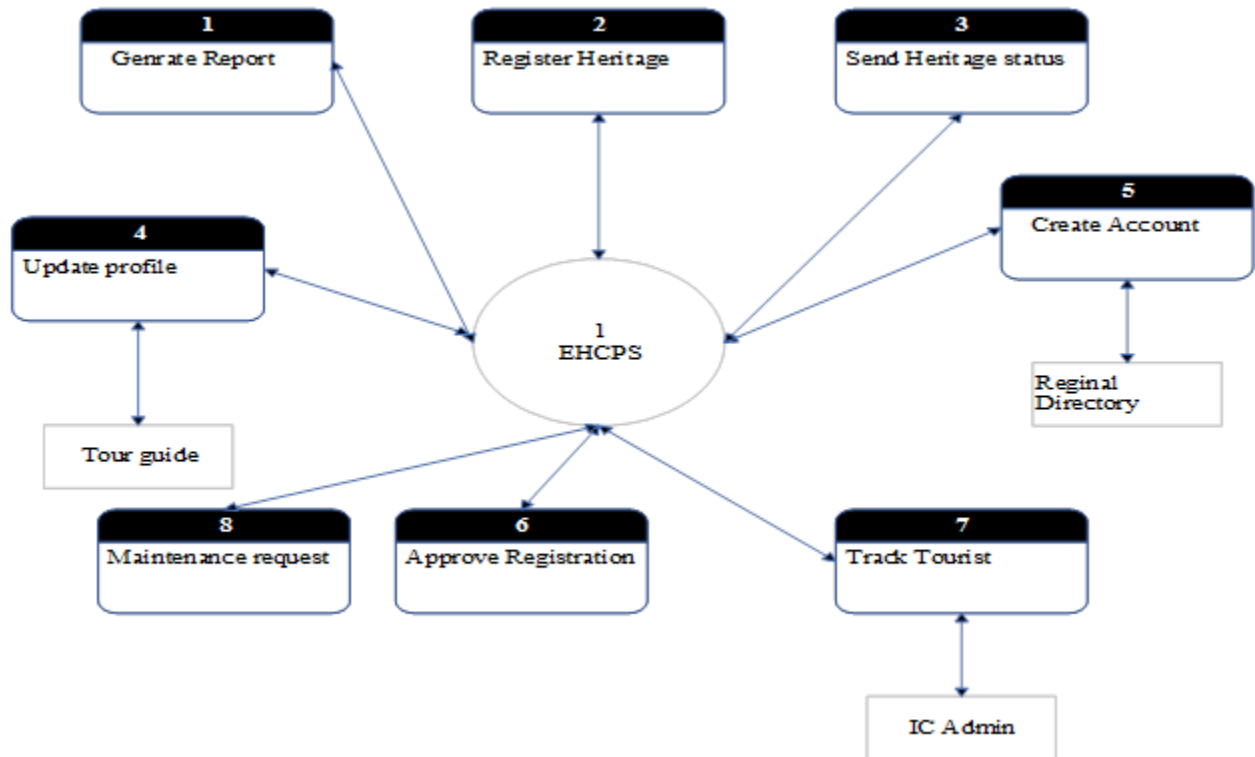 1
Genrate Report
2
Register Heritage
3
Send Heritage status
4
Update profile
5
Create Account
1
EHCPS
Reginal
Directory
Tour guide
8
Maintenance request
6
Approve Registration
7
Track Tourist
IC Admin